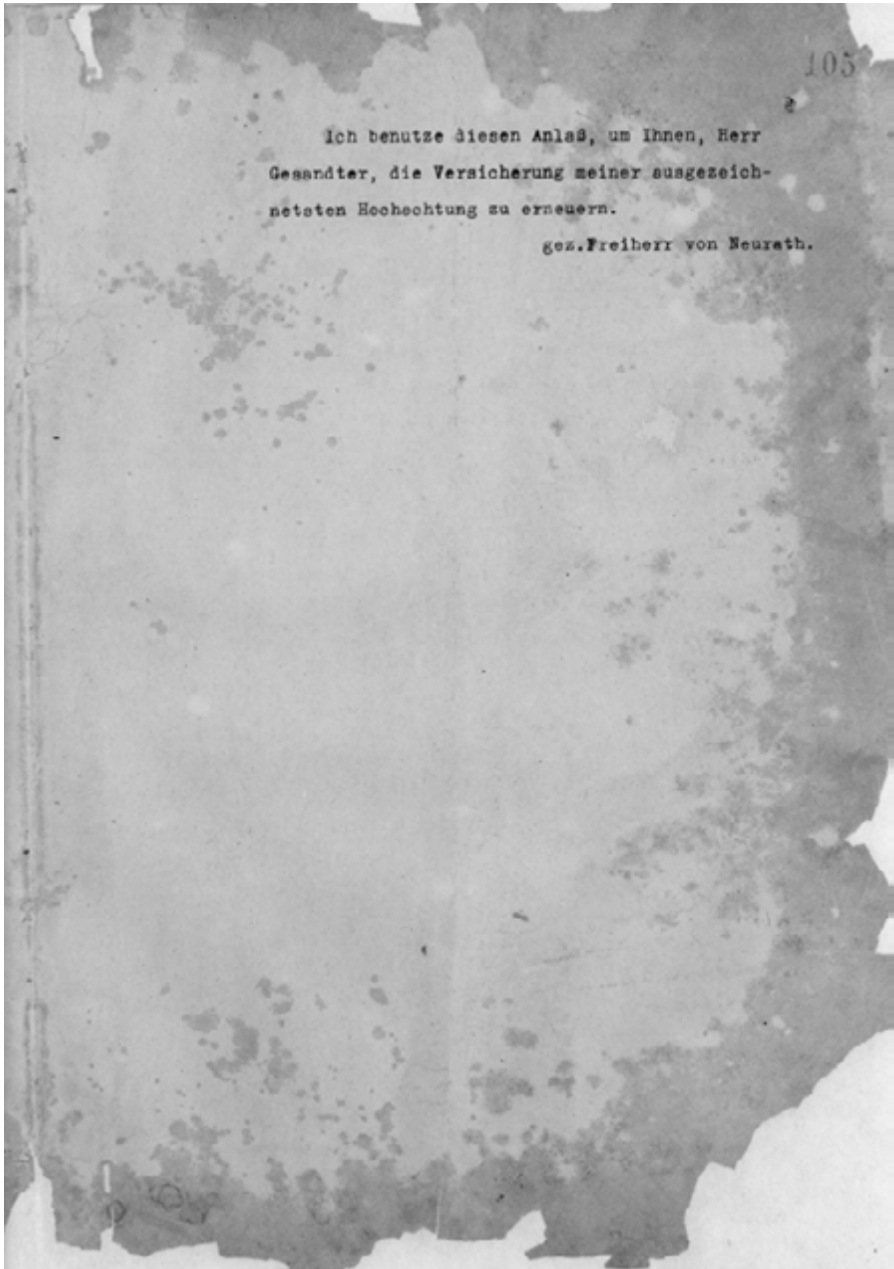 105
Ich benutze diesen Anlaß, um Ihnen, Herr
Gesandter, die Versicherung meiner ausgezeich-
netsten Hochachtung zu erneuern.
gez.Freiherr von Neurath.